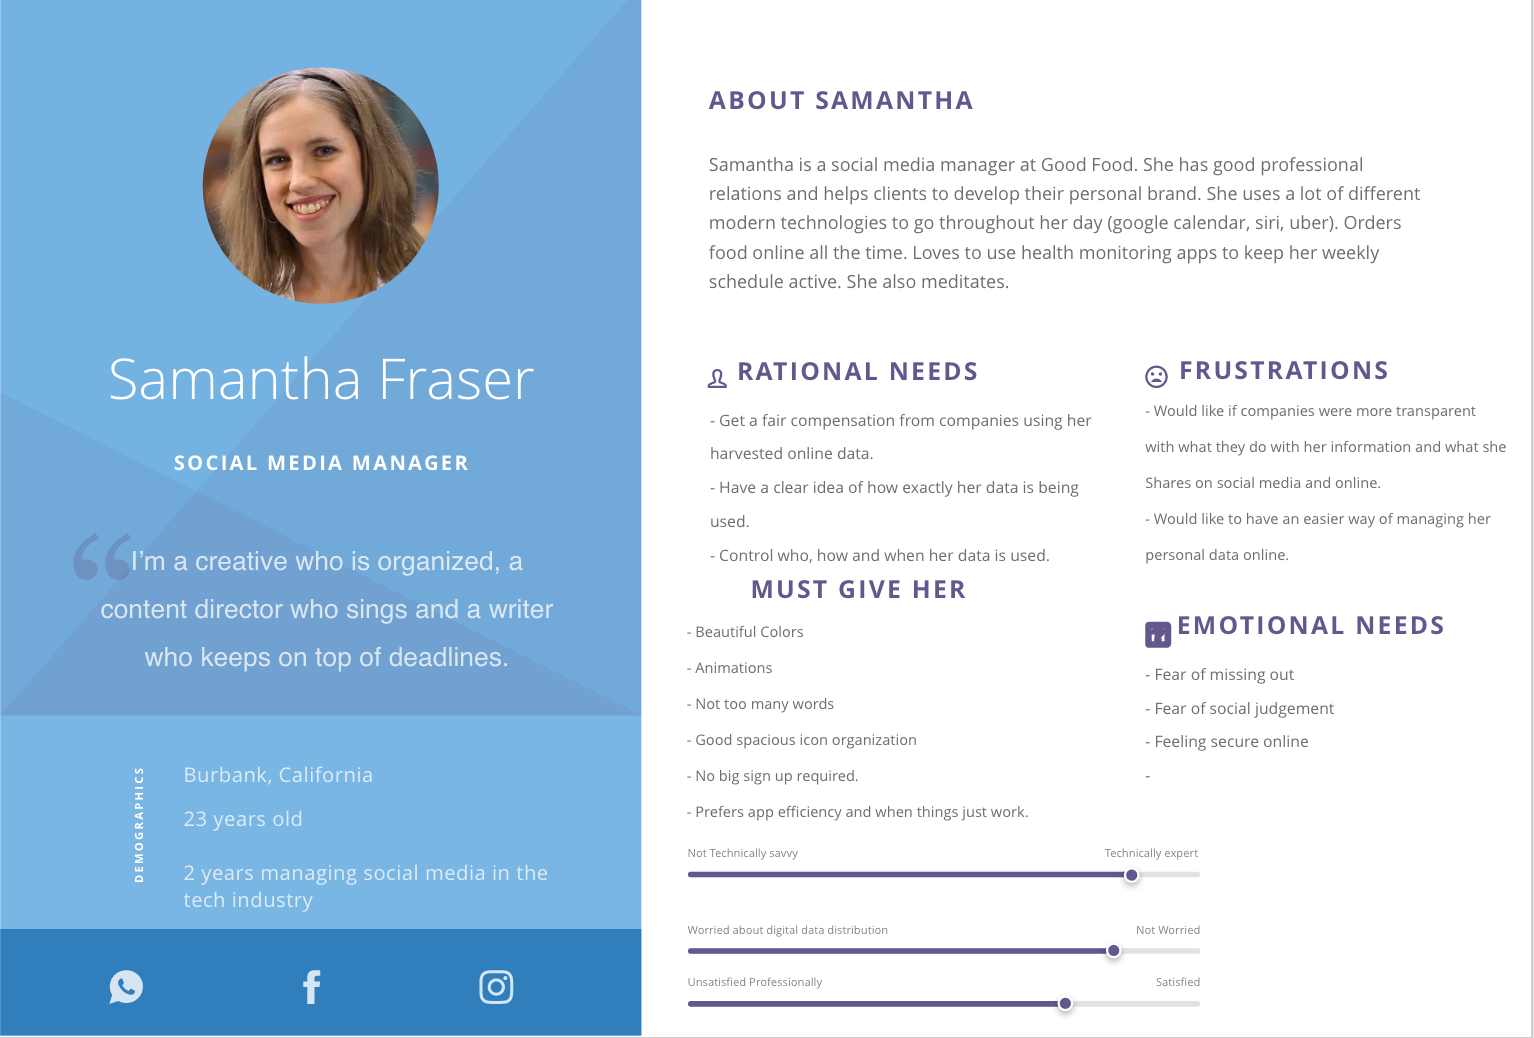 Samantha Fraser
SOCIAL MEDIA MANAGER
“I’m a creative who is organized, a
content director who sings and a writer
who keeps on top of deadlines.
DEMOGRAPHICS
Burbank, California
23 years old
2 years managing social media in the
tech industry
ABOUT SAMANTHA
Samantha is a social media manager at Good Food. She has good professional
relations and helps clients to develop their personal brand. She uses a lot of different
modern technologies to go throughout her day (google calendar, siri, uber). Orders
food online all the time. Loves to use health monitoring apps to keep her weekly
schedule active. She also meditates.
RATIONAL NEEDS
- Get a fair compensation from companies using her
harvested online data.
- Have a clear idea of how exactly her data is being
used.
- Control who, how and when her data is used.
MUST GIVE HER
- Beautiful Colors
- Animations
- Not too many words
- Good spacious icon organization
- No big sign up required.
- Prefers app efficiency and when things just work.
FRUSTRATIONS
- Would like if companies were more transparent
with what they do with her information and what she
Shares on social media and online.
- Would like to have an easier way of managing her
personal data online.
EMOTIONAL NEEDS
- Fear of missing out
- Fear of social judgement
- Feeling secure online
-
Not Technically savvy Technically expert
Worried about digital data distribution Not Worried
Unsatisfied Professionally Satisfied